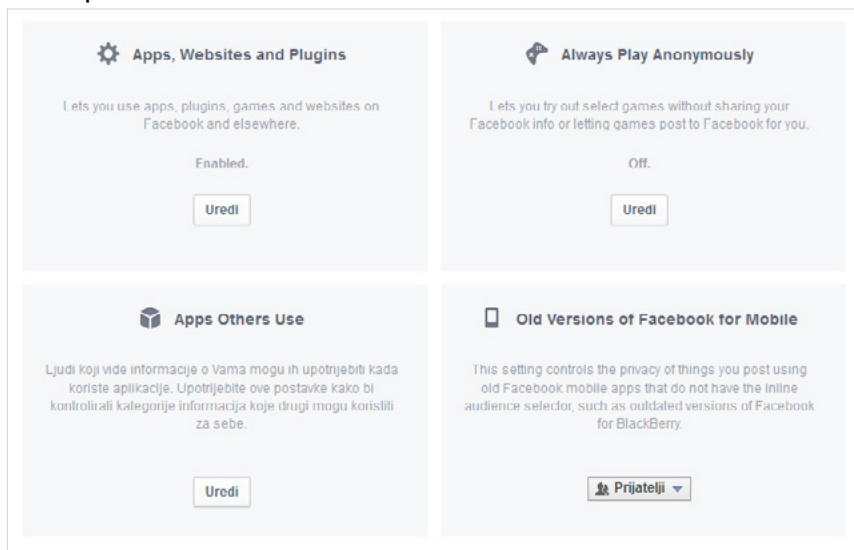 Apps, Websites and Plugins
Lets you use apps, plugins, games and websites on
Facebook and elsewhere.
Enabled.
Uredi
Always Play Anonymously
Lets you try out select games without sharing your
Facebook info or letting games post to Facebook for you.
Off.
Uredi
Apps Others Use
Ljudi koji vide informacije o Vama mogu ih upotrijebiti kada
koriste aplikacije. Upotrijebite ove postavke kako bi
kontrolirali kategorije informacija koje drugi mogu koristiti
za sebe.
Uredi
Old Versions of Facebook for Mobile
This setting controls the privacy of things you post using
old Facebook mobile apps that do not have the inline
audience selector, such as outdated versions of Facebook
for BlackBerry.
Prijatelji